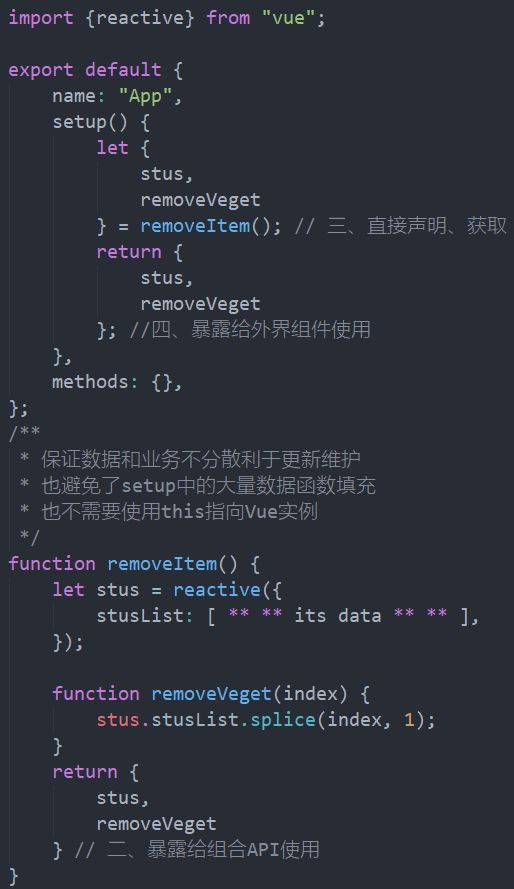 import {reactive} from "vue";

export default {
    name: "App",
    setup() {
        let {
            stus,
            removeVeget
        } = removeItem(); // 三、直接声明、获取
        return {
            stus,
            removeVeget
        }; //四、暴露给外界组件使用
    },
    methods: {},
};
/**
 * 保证数据和业务不分散利于更新维护
 * 也避免了setup中的大量数据函数填充
 * 也不需要使用this指向Vue实例
 */
function removeItem() {
    let stus = reactive({
        stusList: [ ** ** its data ** ** ],
    });

    function removeVeget(index) {
        stus.stusList.splice(index, 1);
    }
    return {
        stus,
        removeVeget
    } // 二、暴露给组合API使用
}